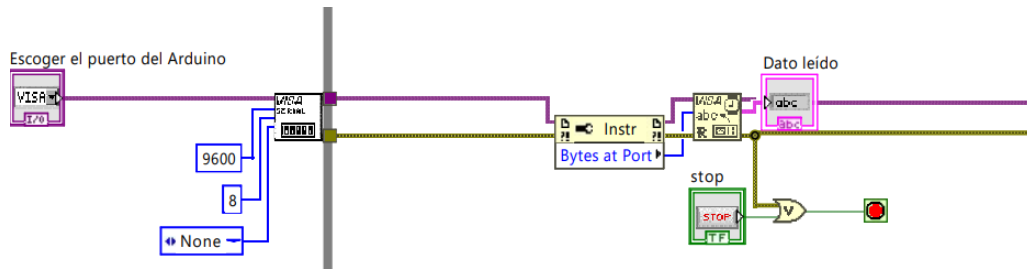 Escoger el puerto del Arduino
VISA
I/O
VISA
SERIAL
9600
8
None
Instr
Bytes at Port
VISA
abc
R
Dato leído
abc
abc
stop
STOP
TF
V